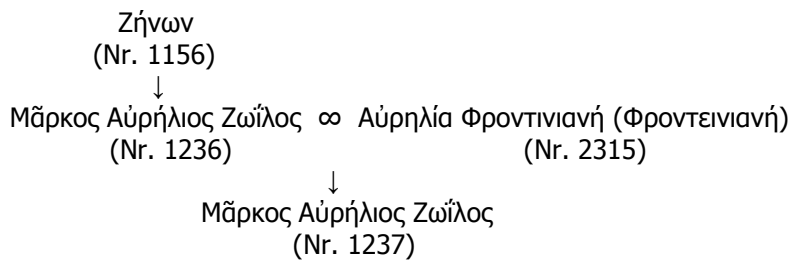 Ζήνων
(Nr. 1156)
↓
Μᾶρκος Αὐρήλιος Ζωΐλος ∞ Αὐρηλία Φροντινιανή (Φροντεινιανή)
(Nr. 1236) (Nr. 2315)
↓
Μᾶρκος Αὐρήλιος Ζωΐλος
(Nr. 1237)